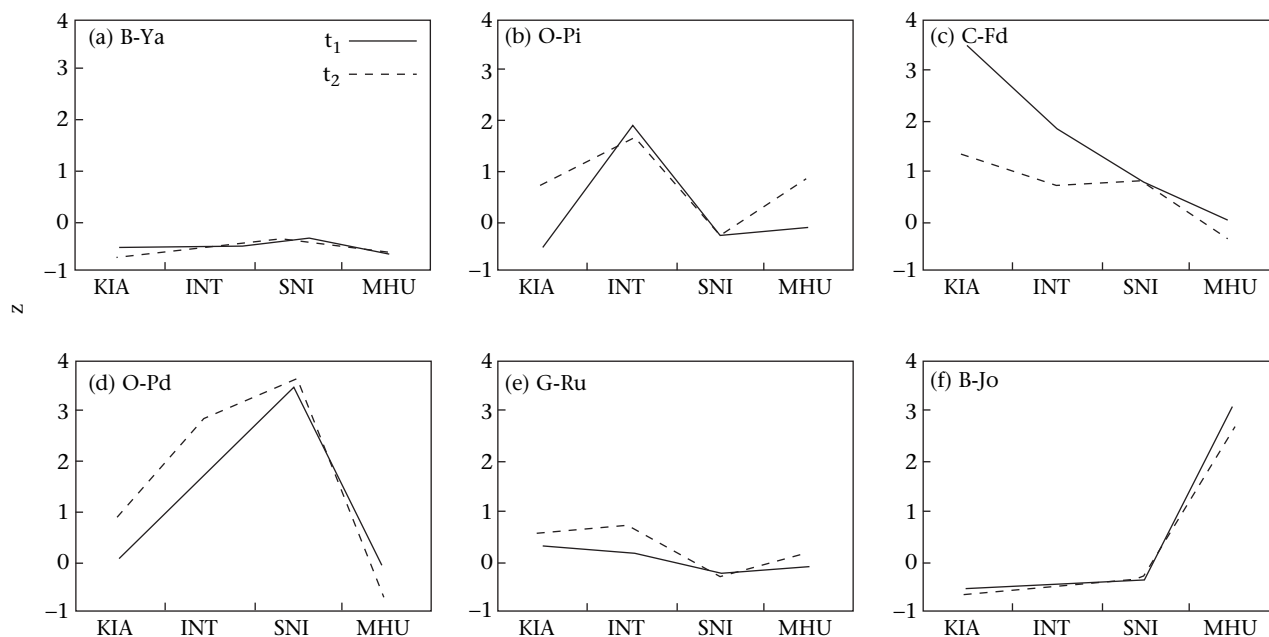 4 4 4
(a) B-Ya t1 (b) O-Pi (c) C-Fd
3 3 3
t2
2 2 2
1 1 1
0 0 0
–1 –1 –1
KIA INT SNI MHU KIA INT SNI MHU KIA INT SNI MHU
z
4 4 4
(d) O-Pd (e) G-Ru (f) B-Jo
3 3 3
2 2 2
1 1 1
0 0 0
–1 –1 –1
KIA INT SNI MHU KIA INT SNI MHU KIA INT SNI MHU